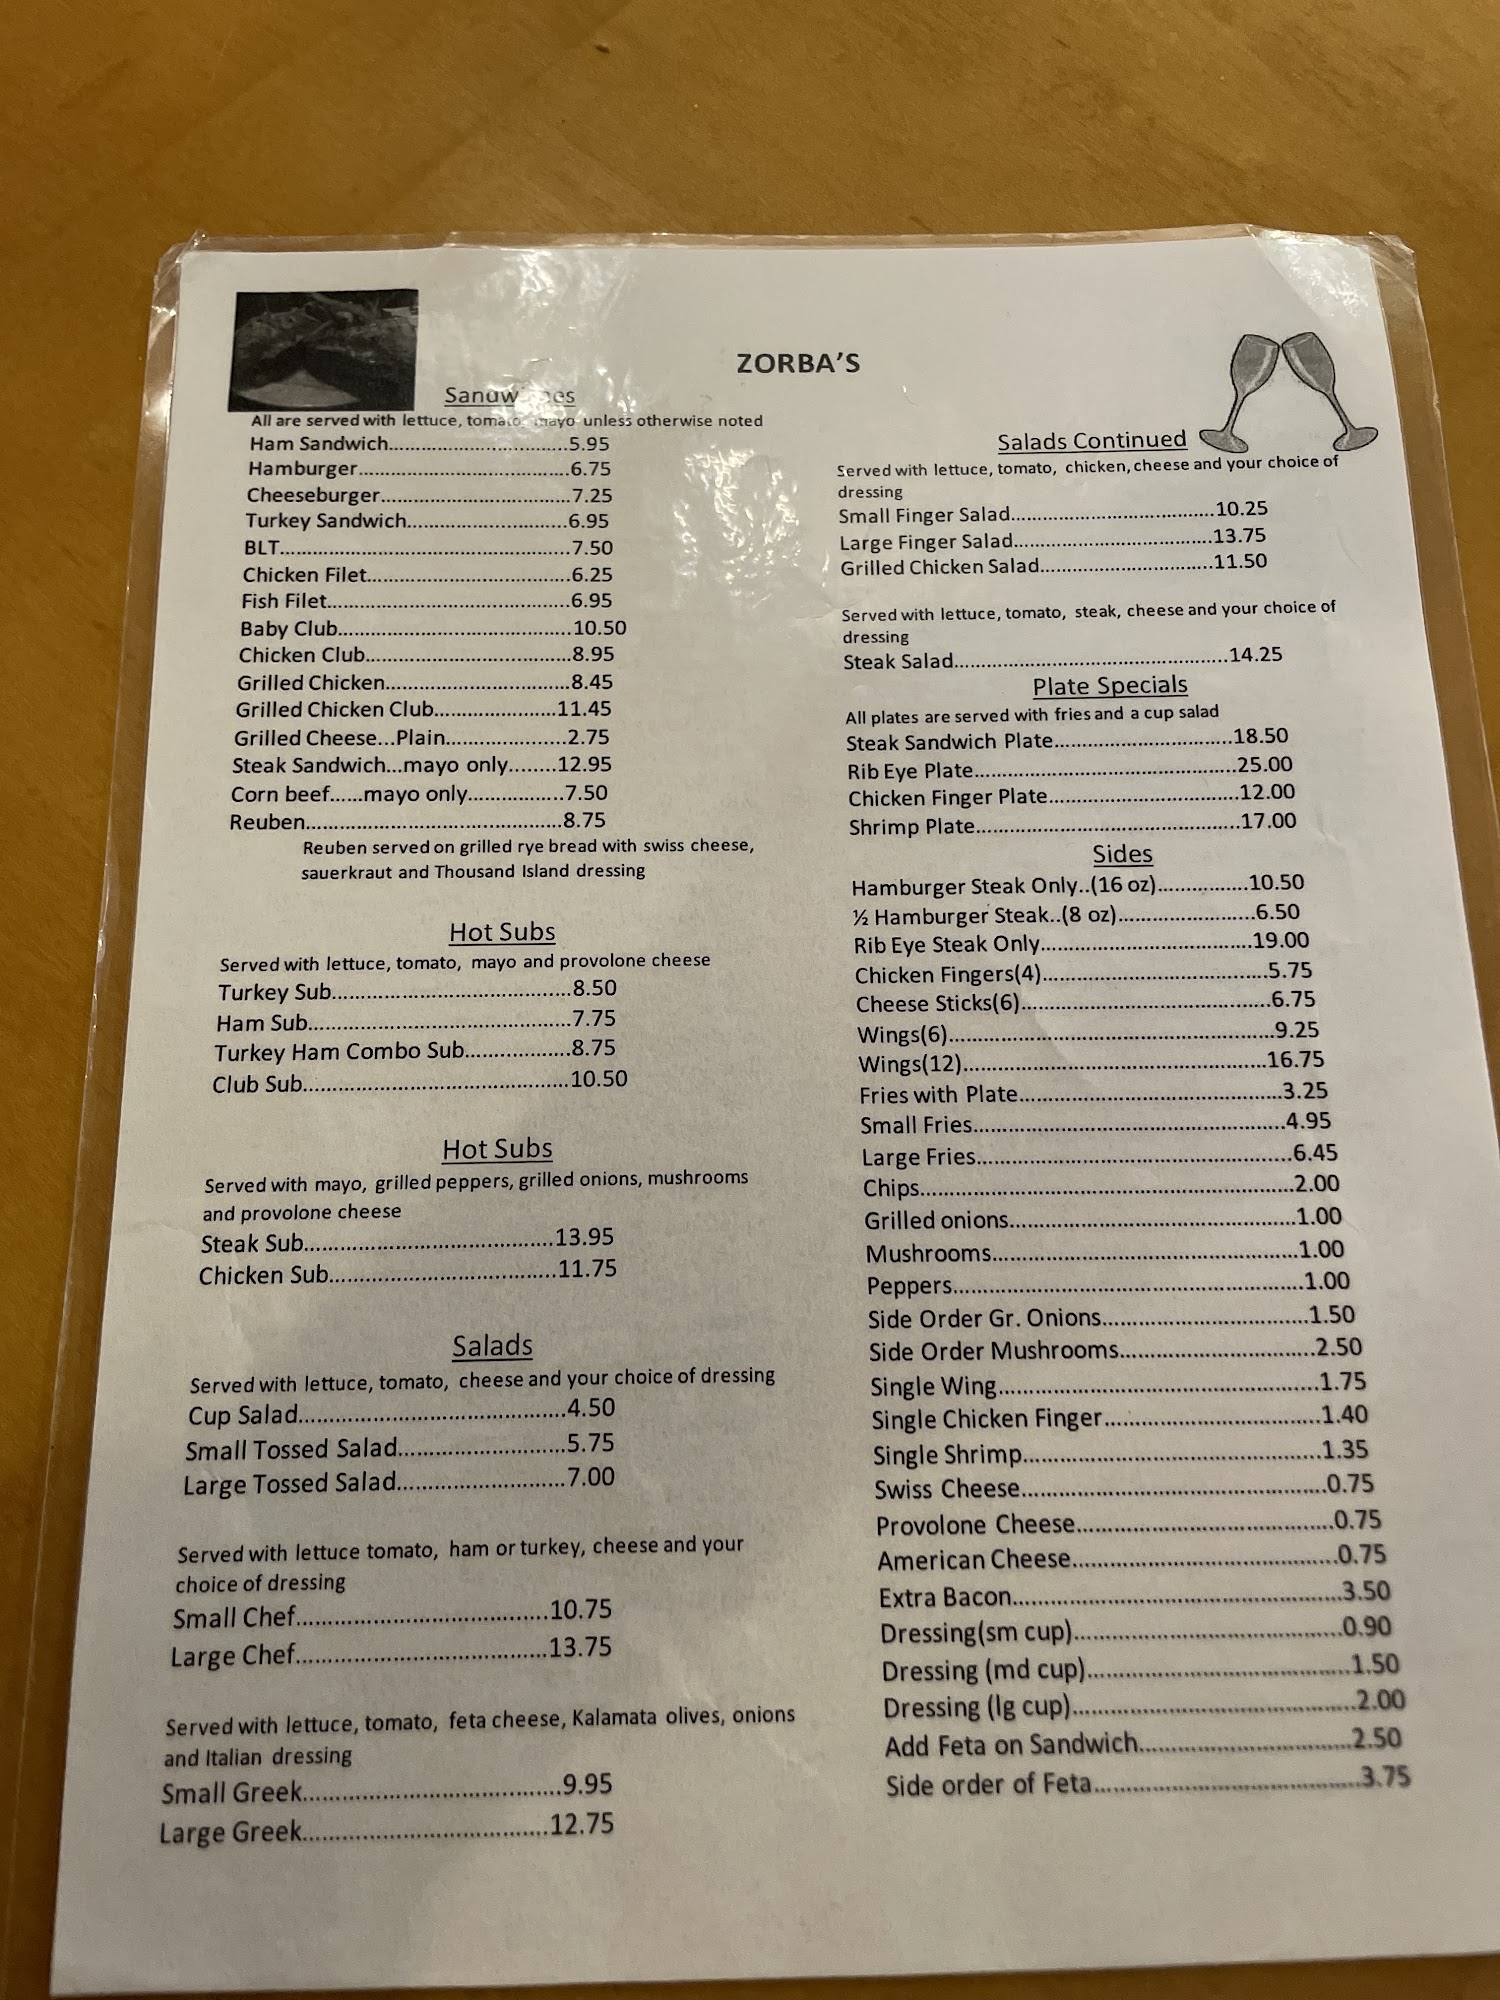 ZORBA'S
Sandwiches
All are served with lettuce, tomato, mayo unless otherwise noted
Ham Sandwich..................................5.95
Hamburger........................................6.75
Cheeseburger....................................7.25
Turkey Sandwich...............................6.95
BLT.......................................................7.50
Chicken Filet......................................6.25
Fish Filet..............................................6.95
Baby Club............................................10.50
Chicken Club.......................................8.95
Grilled Chicken...................................8.45
Grilled Chicken Club.......................11.45
Grilled Cheese...Plain.......................2.75
Steak Sandwich...mayo only........12.95
Corn beef......mayo only.................7.50
Reuben...............................................8.75
Reuben served on grilled rye bread with swiss cheese,
sauerkraut and Thousand Island dressing
Hot Subs
Served with lettuce, tomato, mayo and provolone cheese
Turkey Sub..........................................8.50
Ham Sub..............................................7.75
Turkey Ham Combo Sub..................8.75
Club Sub..............................................10.50
Hot Subs
Served with mayo, grilled peppers, grilled onions, mushrooms
and provolone cheese
Steak Sub..........................................13.95
Chicken Sub......................................11.75
Salads
Served with lettuce, tomato, cheese and your choice of dressing
Cup Salad...........................................4.50
Small Tossed Salad..........................5.75
Large Tossed Salad..........................7.00
Served with lettuce tomato, ham or turkey, cheese and your
choice of dressing
Small Chef.......................................10.75
Large Chef.......................................13.75
Served with lettuce, tomato, feta cheese, Kalamata olives, onions
and Italian dressing
Small Greek.......................................9.95
Large Greek.....................................12.75
Salads Continued
Served with lettuce, tomato, chicken, cheese and your choice of
dressing
Small Finger Salad....................................10.25
Large Finger Salad...................................13.75
Grilled Chicken Salad...............................11.50
Served with lettuce, tomato, steak, cheese and your choice of
dressing
Steak Salad................................................14.25
Plate Specials
All plates are served with fries and a cup salad
Steak Sandwich Plate...............................18.50
Rib Eye Plate..............................................25.00
Chicken Finger Plate.................................12.00
Shrimp Plate..............................................17.00
Sides
Hamburger Steak Only..(16 oz)................10.50
½ Hamburger Steak..(8 oz)........................6.50
Rib Eye Steak Only.....................................19.00
Chicken Fingers(4).......................................5.75
Cheese Sticks(6)...........................................6.75
Wings(6)........................................................9.25
Wings(12)....................................................16.75
Fries with Plate.............................................3.25
Small Fries....................................................4.95
Large Fries....................................................6.45
Chips..............................................................2.00
Grilled onions...............................................1.00
Mushrooms..................................................1.00
Peppers..........................................................1.00
Side Order Gr. Onions..................................1.50
Side Order Mushrooms...............................2.50
Single Wing...................................................1.75
Single Chicken Finger..................................1.40
Single Shrimp...............................................1.35
Swiss Cheese................................................0.75
Provolone Cheese........................................0.75
American Cheese.........................................0.75
Extra Bacon..................................................3.50
Dressing(sm cup).........................................0.90
Dressing (md cup)........................................1.50
Dressing (lg cup)..........................................2.00
Add Feta on Sandwich.................................2.50
Side order of Feta........................................3.75